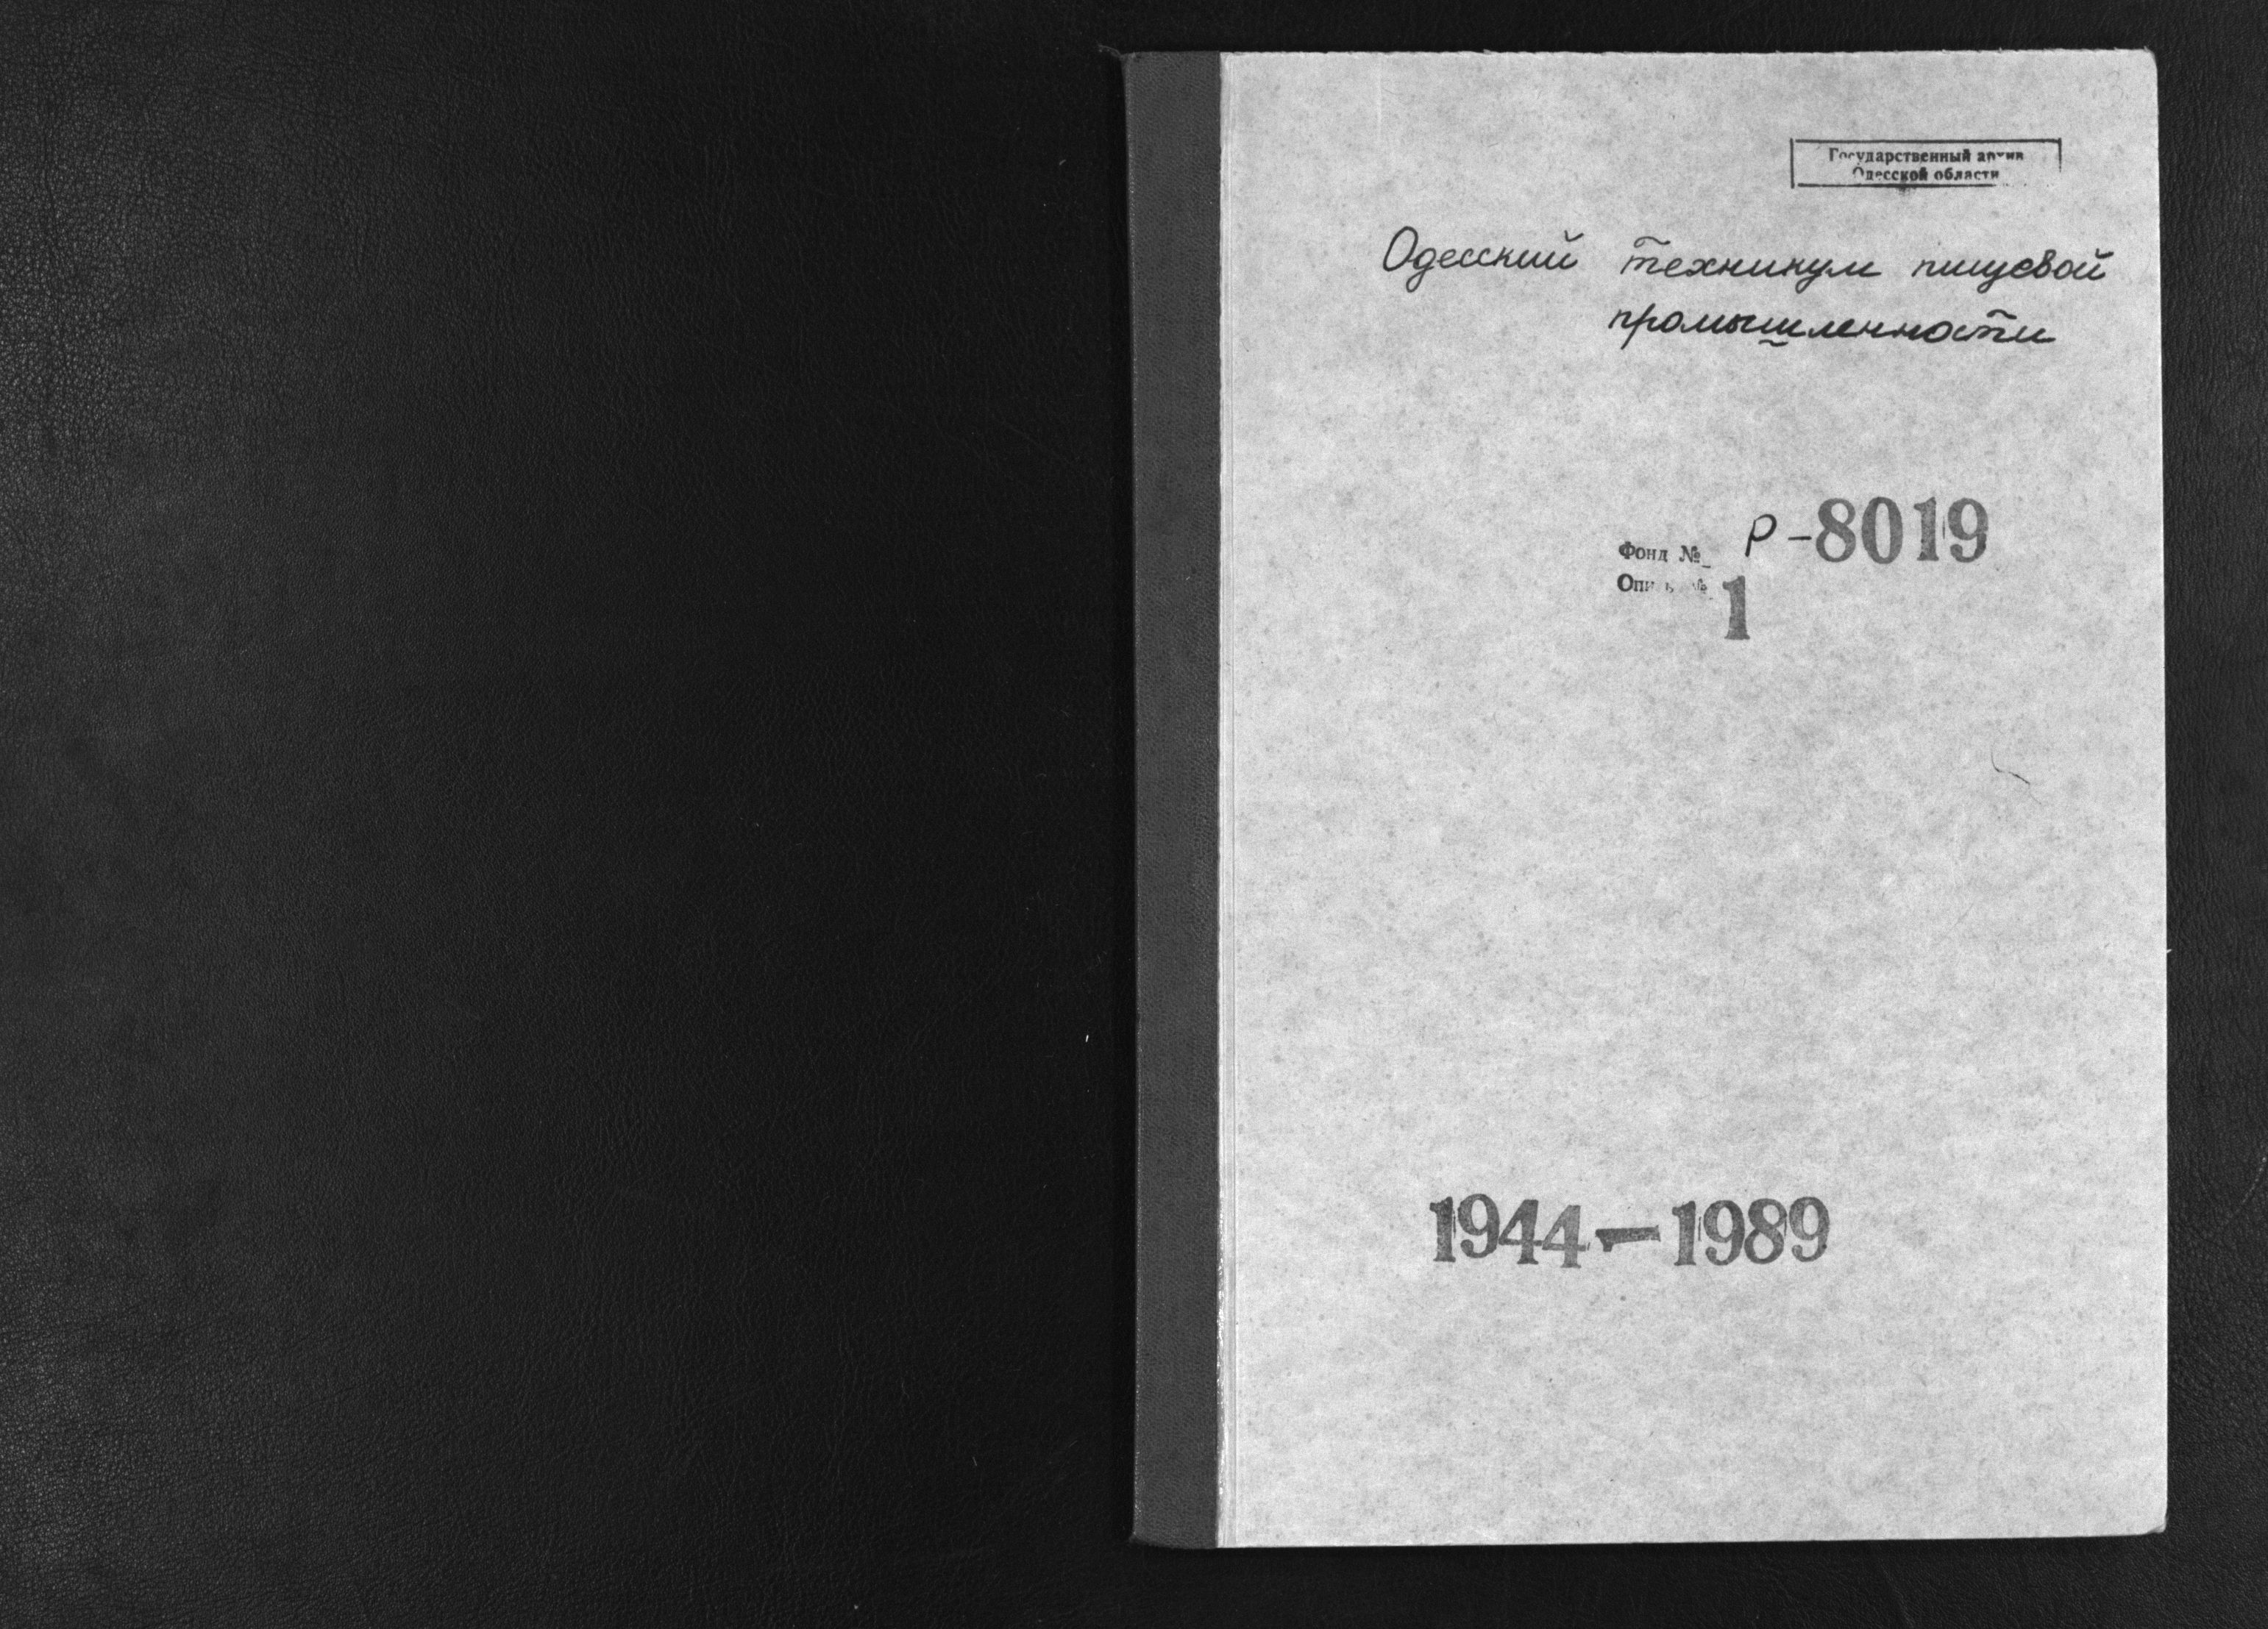 Государственный архив
Одесской области
Одесский техникум пищевой
промышленности
Фонд № Р-8019
Опись № 1
1944-1989